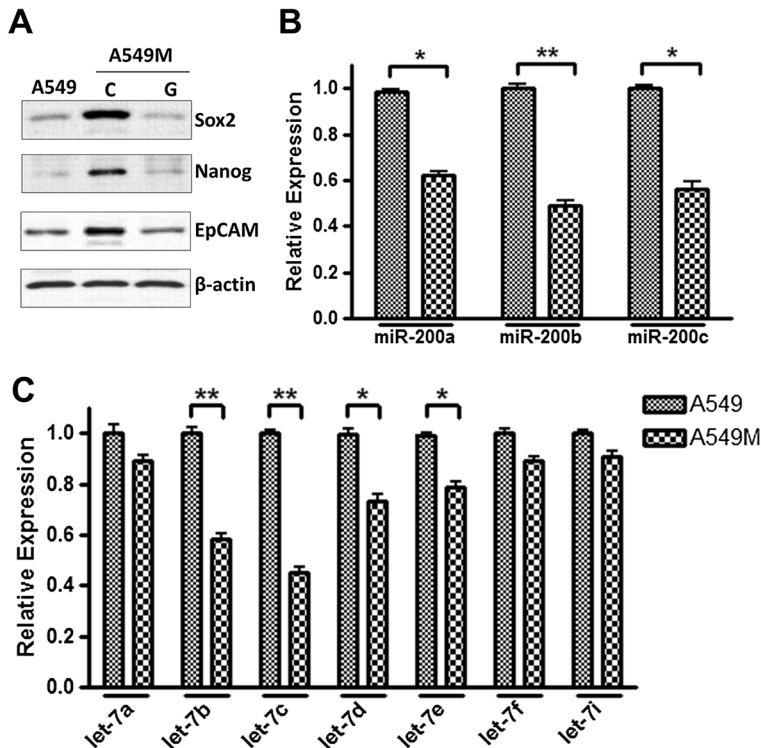 A
A549M
A549 C G
Sox2
Nanog
EpCAM
β-actin
B
* ** *
Relative Expression
1.0
0.8
0.6
0.4
0.2
0.0
miR-200a miR-200b miR-200c
C
** ** * *
Relative Expression
1.0
0.8
0.6
0.4
0.2
0.0
let-7a let-7b let-7c let-7d let-7e let-7f let-7i
A549
A549M